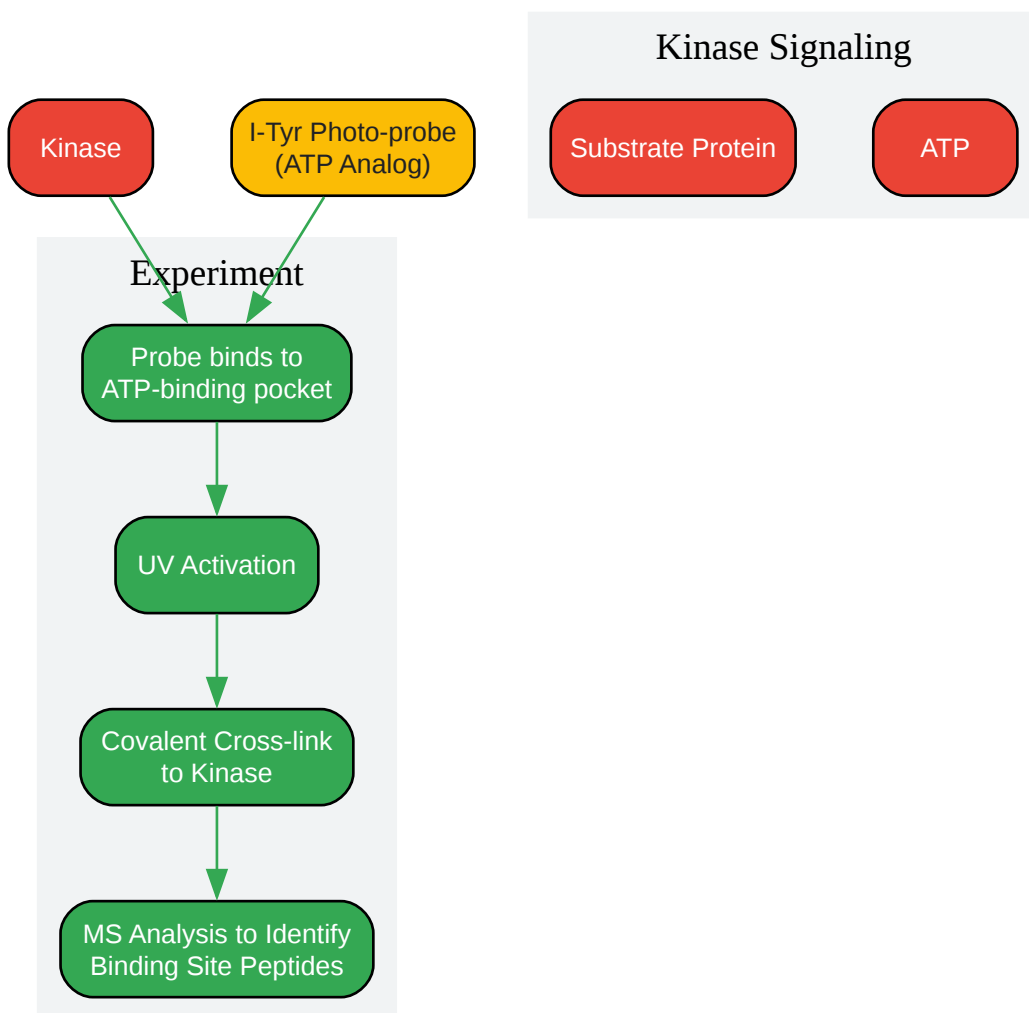 Kinase Signaling
Kinase
I-Tyr Photo-probe
(ATP Analog)
Substrate Protein
ATP
Experiment
Probe binds to
ATP-binding pocket
UV Activation
Covalent Cross-link
to Kinase
MS Analysis to Identify
Binding Site Peptides